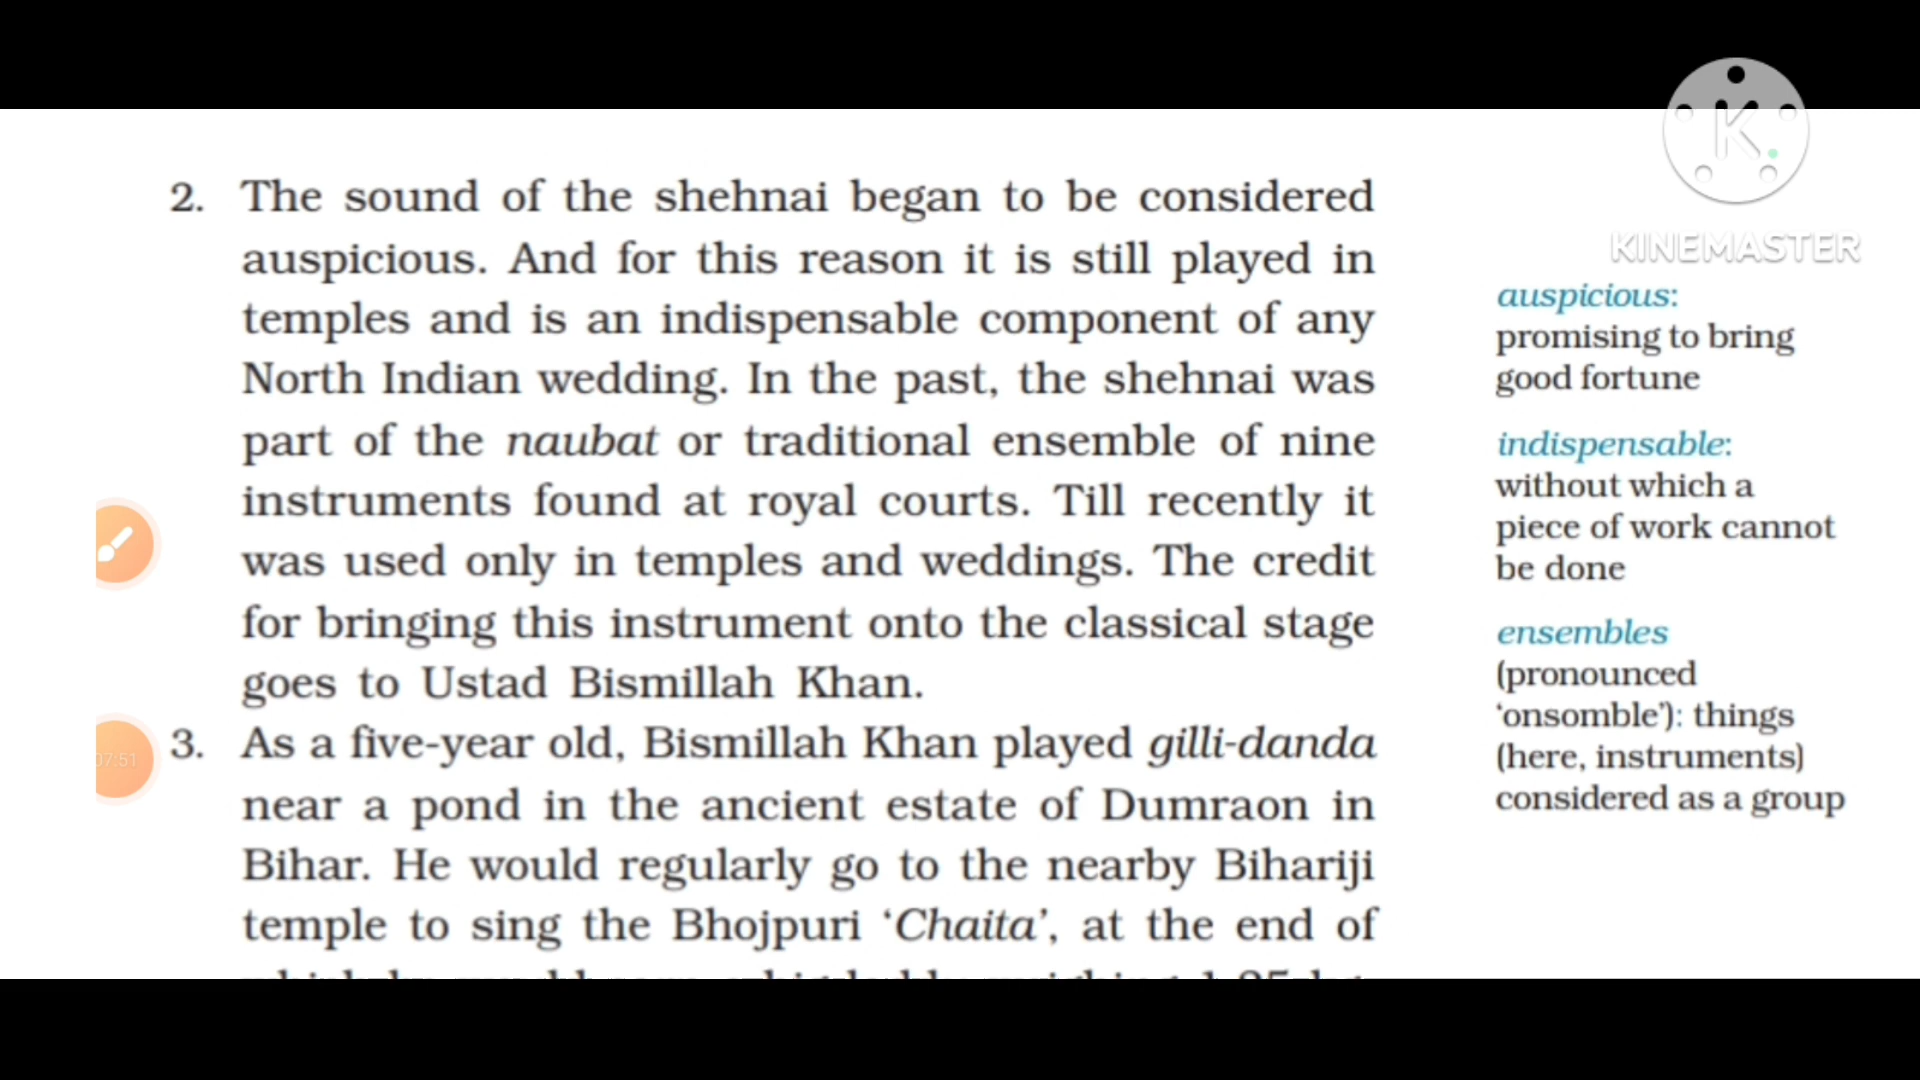 2. The sound of the shehnai began to be considered
auspicious. And for this reason it is still played in
temples and is an indispensable component of any
North Indian wedding. In the past, the shehnai was
part of the naubat or traditional ensemble of nine
instruments found at royal courts. Till recently it
was used only in temples and weddings. The credit
for bringing this instrument onto the classical stage
goes to Ustad Bismillah Khan.
3. As a five-year old, Bismillah Khan played gilli-danda
near a pond in the ancient estate of Dumraon in
Bihar. He would regularly go to the nearby Bihariji
temple to sing the Bhojpuri ‘Chaita’, at the end of
K
KINEMASTER
auspicious:
promising to bring
good fortune
indispensable:
without which a
piece of work cannot
be done
ensembles
(pronounced
‘onsomble’): things
(here, instruments)
considered as a group
07:51